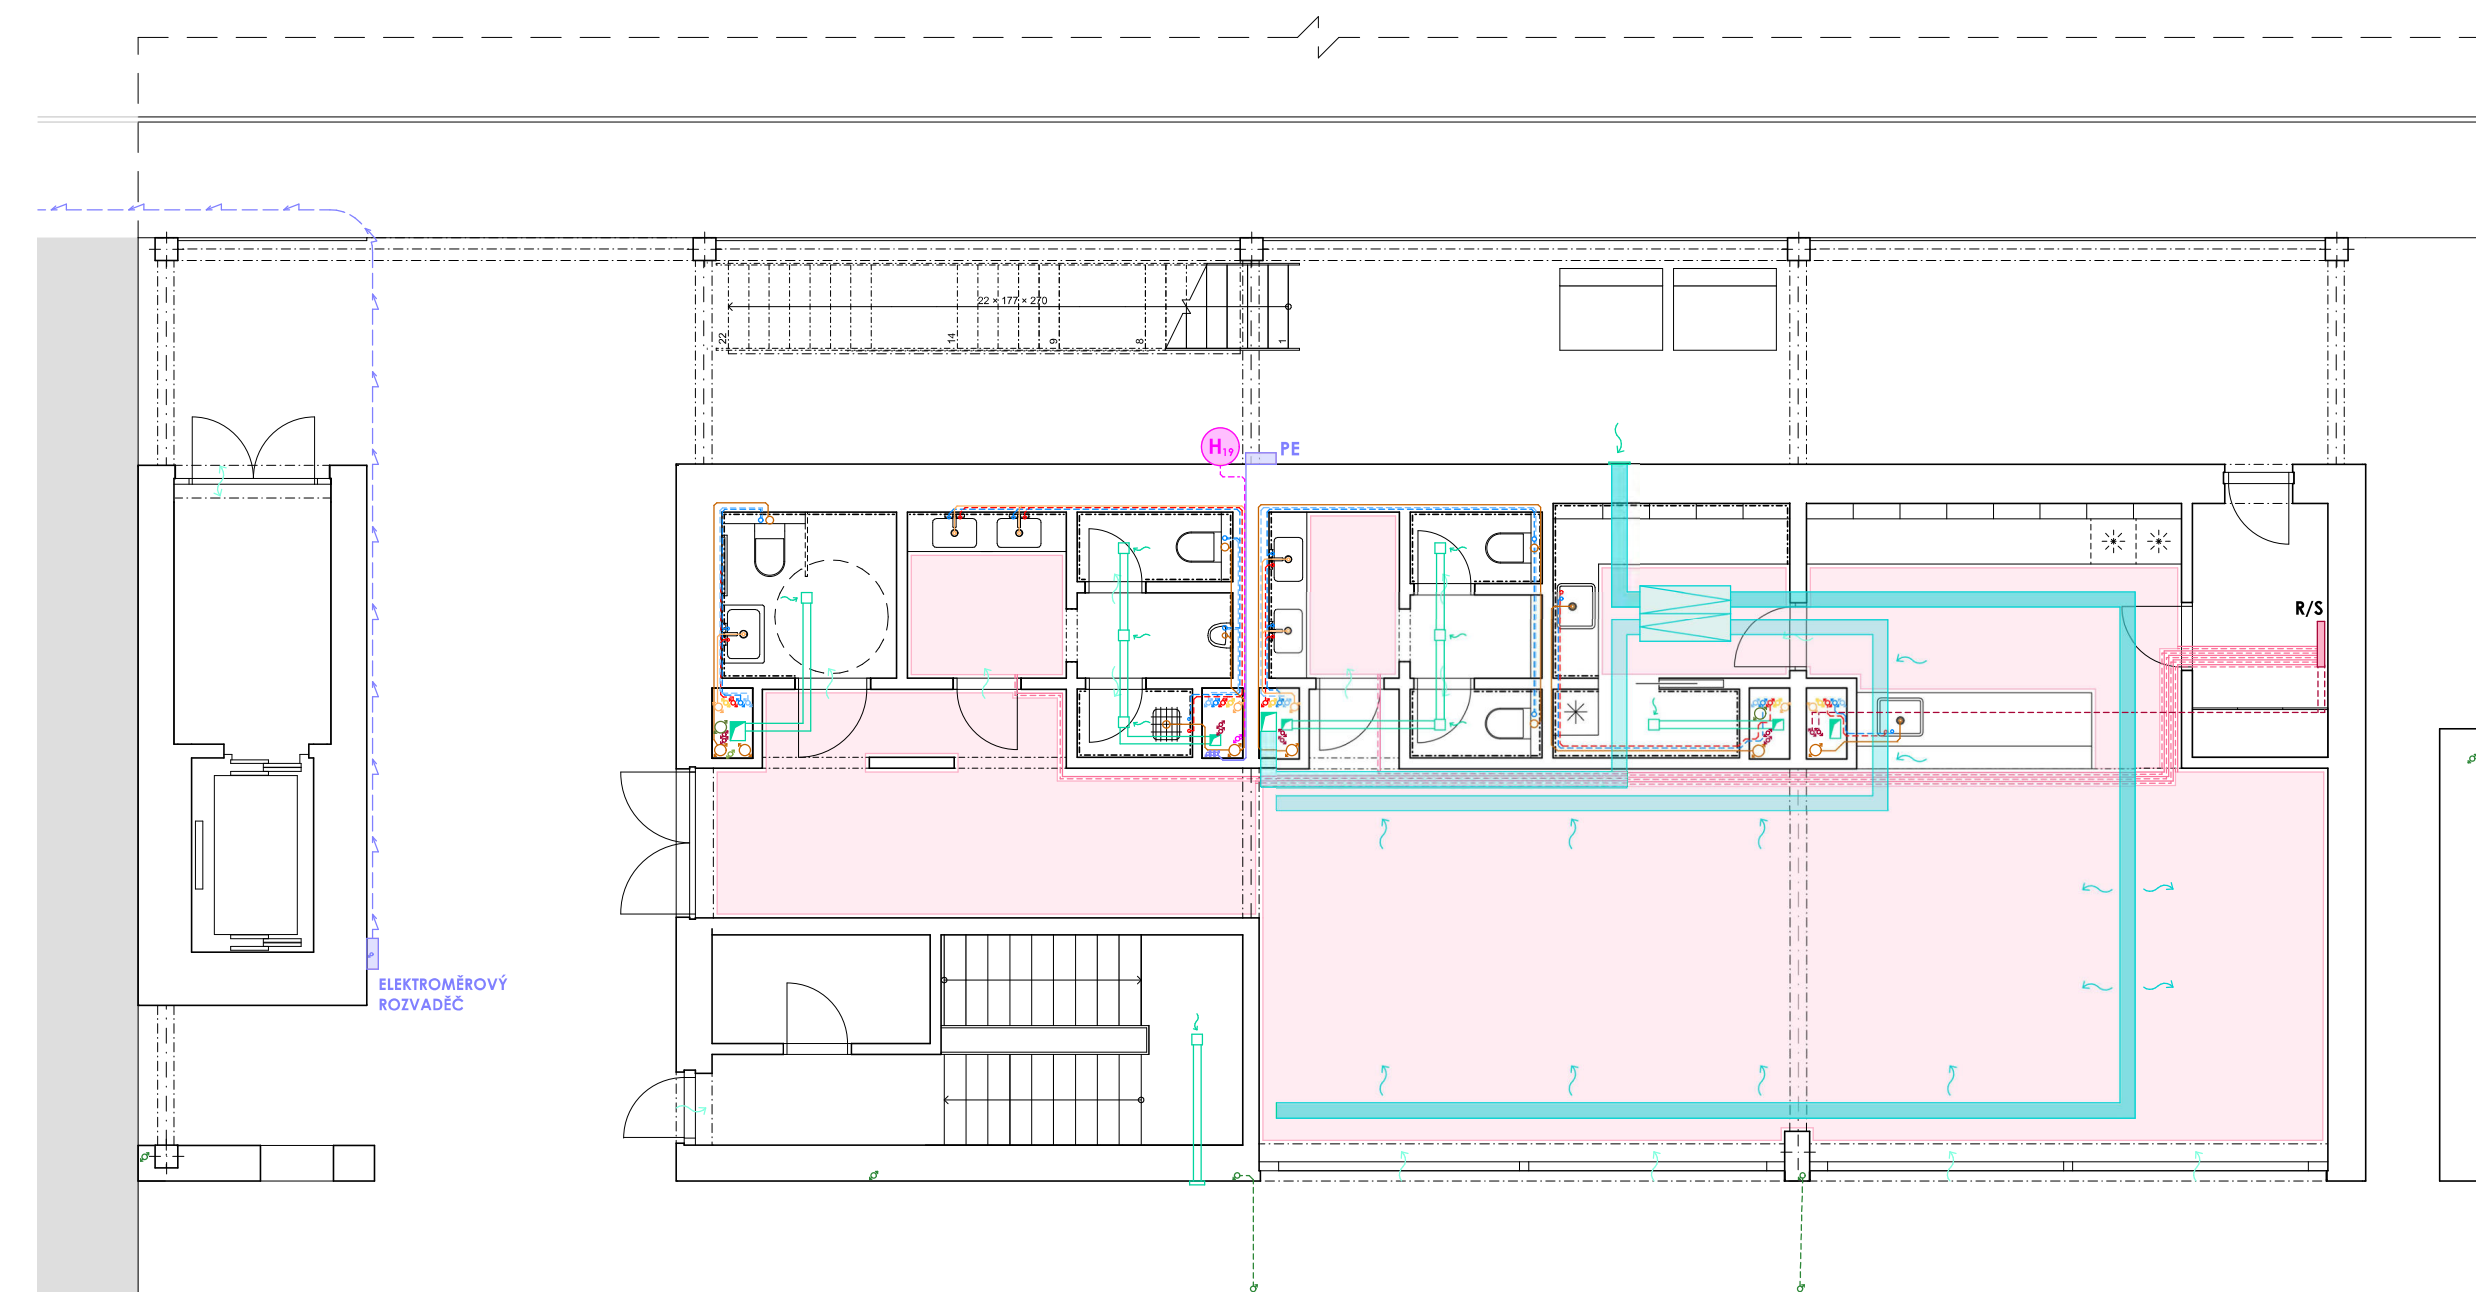 22 × 177 × 270
22
14
9
8
1
H19
PE
R/S
ELEKTROMĚROVÝ
ROZVADĚČ